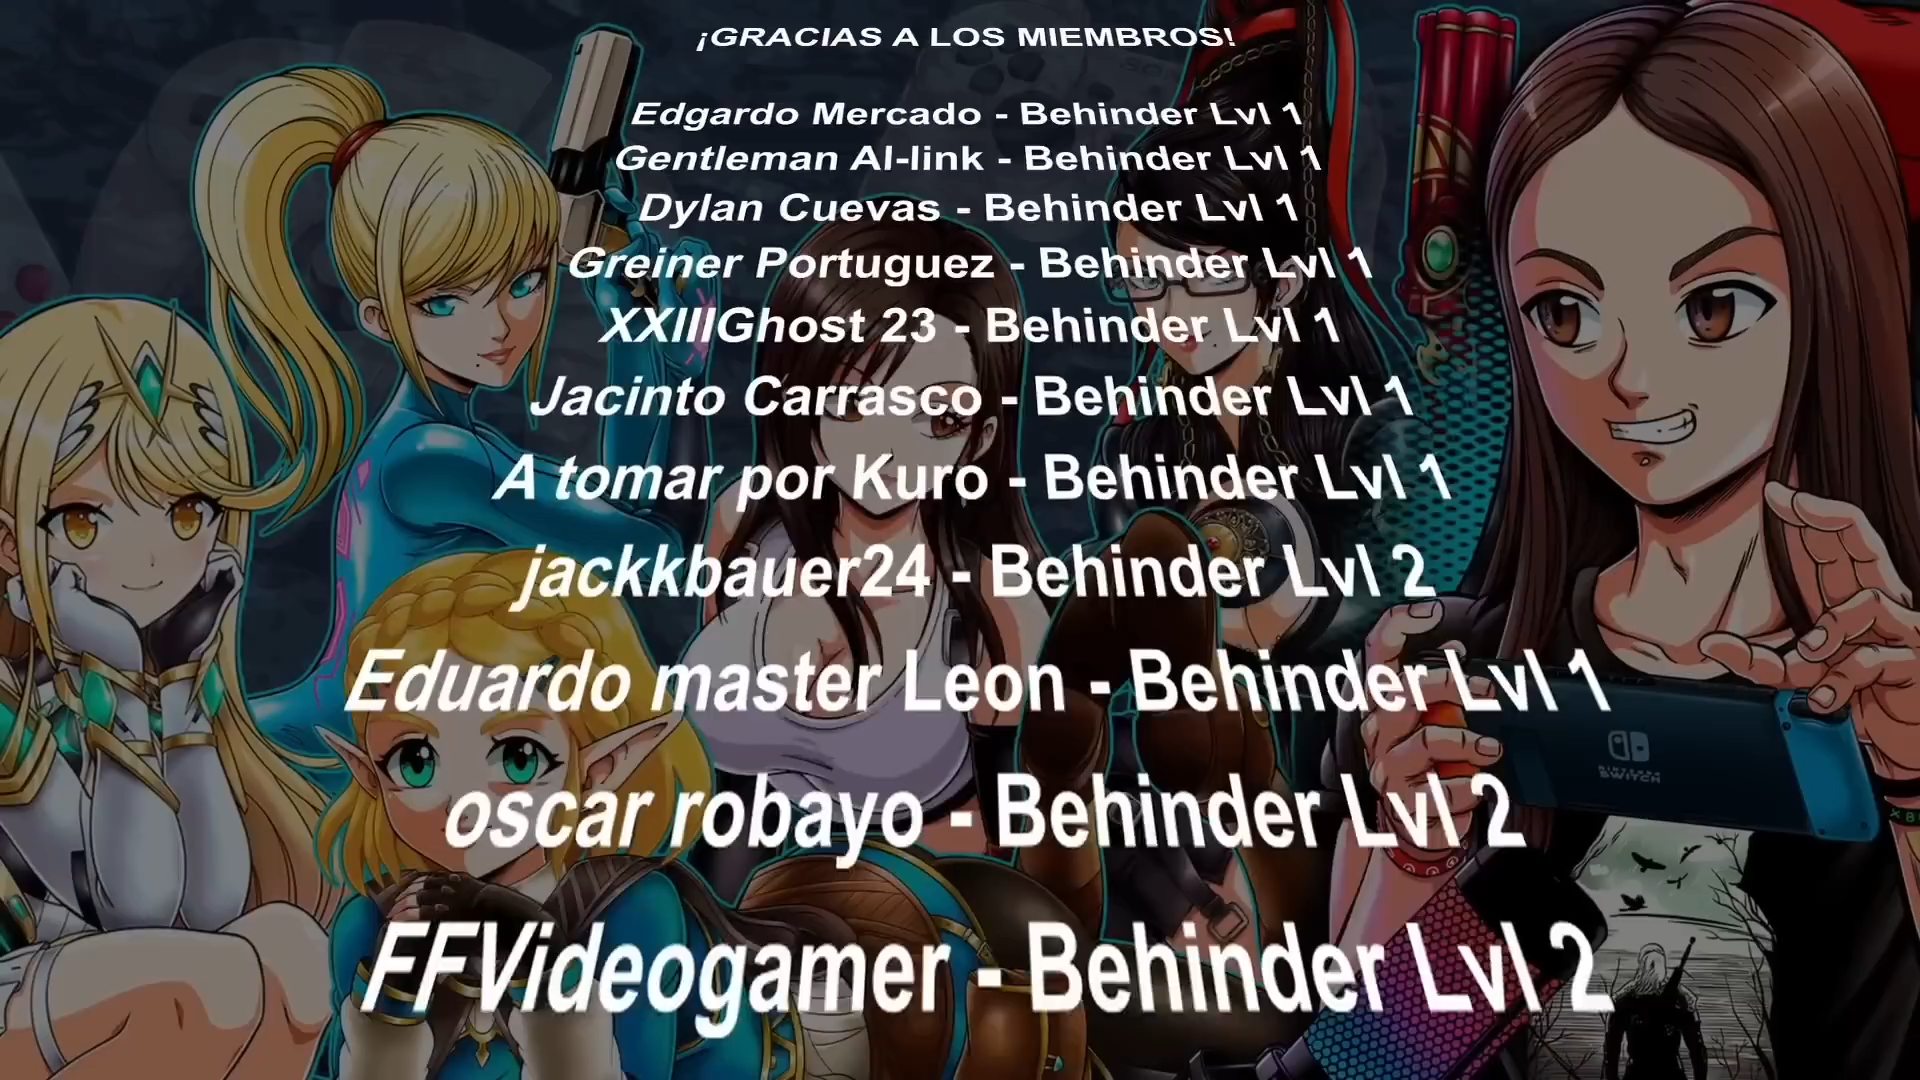 ¡GRACIAS A LOS MIEMBROS!
Edgardo Mercado - Behinder Lvl 1
Gentleman Al-link - Behinder Lvl 1
Dylan Cuevas - Behinder Lvl 1
Greiner Portuguez - Behinder Lvl 1
XXIIIGhost 23 - Behinder Lvl 1
Jacinto Carrasco - Behinder Lvl 1
A tomar por Kuro - Behinder Lvl 1
jackkbauer24 - Behinder Lvl 2
Eduardo master Leon - Behinder Lvl 1
oscar robayo - Behinder Lvl 2
FFVideogamer - Behinder Lvl 2
NINTENDO
SWITCH